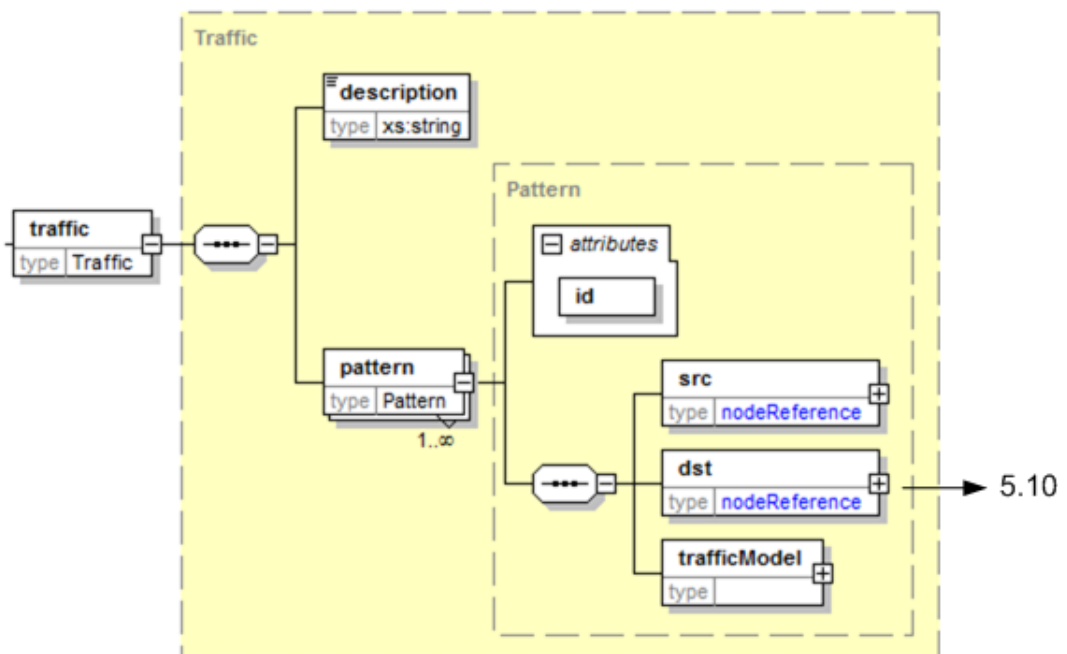 Traffic
description
type xs:string
Pattern
traffic
type Traffic
attributes
id
pattern
type Pattern
1..∞
src
type nodeReference
dst
type nodeReference
5.10
trafficModel
type